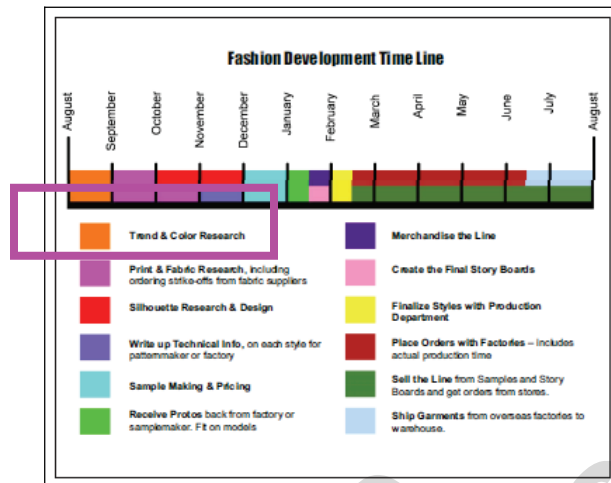 Fashion Development Time Line
August
September
October
November
December
January
February
March
April
May
June
July
August
Trend & Color Research
Print & Fabric Research, including
ordering strike-offs from fabric suppliers
Silhouette Research & Design
Write up Technical Info, on each style for
patternmaker or factory
Sample Making & Pricing
Receive Protos back from factory or
samplemaker. Fit on models
Merchandise the Line
Create the Final Story Boards
Finalize Styles with Production
Department
Place Orders with Factories – includes
actual production time
Sell the Line from Samples and Story
Boards and get orders from stores.
Ship Garments from overseas factories to
warehouse.